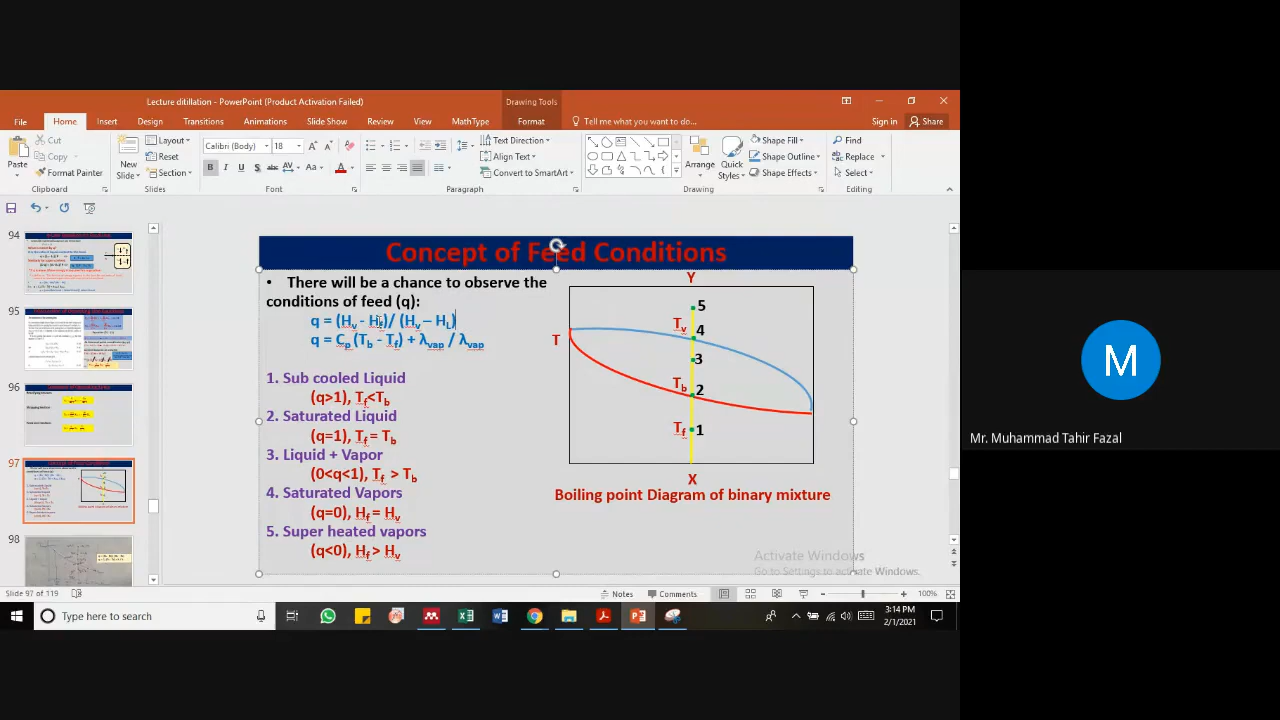 Lecture ditillation - PowerPoint (Product Activation Failed)
Drawing Tools
File
Home
Insert
Design
Transitions
Animations
Slide Show
Review
View
MathType
Format
Tell me what you want to do...
Sign in
Share
Paste
Cut
Copy
Format Painter
Clipboard
New Slide
Layout
Reset
Section
Slides
Calibri (Body)
18
B I U S abc AV Aa A
Font
Text Direction
Align Text
Convert to SmartArt
Paragraph
Arrange
Quick Styles
Shape Fill
Shape Outline
Shape Effects
Drawing
Find
Replace
Select
Editing
94
95
96
97
98
Concept of Feed Conditions
• There will be a chance to observe the
conditions of feed (q):
q = (Hv - Hf)/ (Hv – HL)
q = Cp(Tb - Tf) + λvap / λvap
1. Sub cooled Liquid
(q>1), Tf<Tb
2. Saturated Liquid
(q=1), Tf = Tb
3. Liquid + Vapor
(0<q<1), Tf > Tb
4. Saturated Vapors
(q=0), Hf = Hv
5. Super heated vapors
(q<0), Hf > Hv
Y
5
Tv
4
T
3
Tb
2
Tf
1
X
Boiling point Diagram of binary mixture
Activate Windows
Go to Settings to activate Windows.
Slide 97 of 119
Notes
Comments
100%
Type here to search
3:14 PM
2/1/2021
M
Mr. Muhammad Tahir Fazal